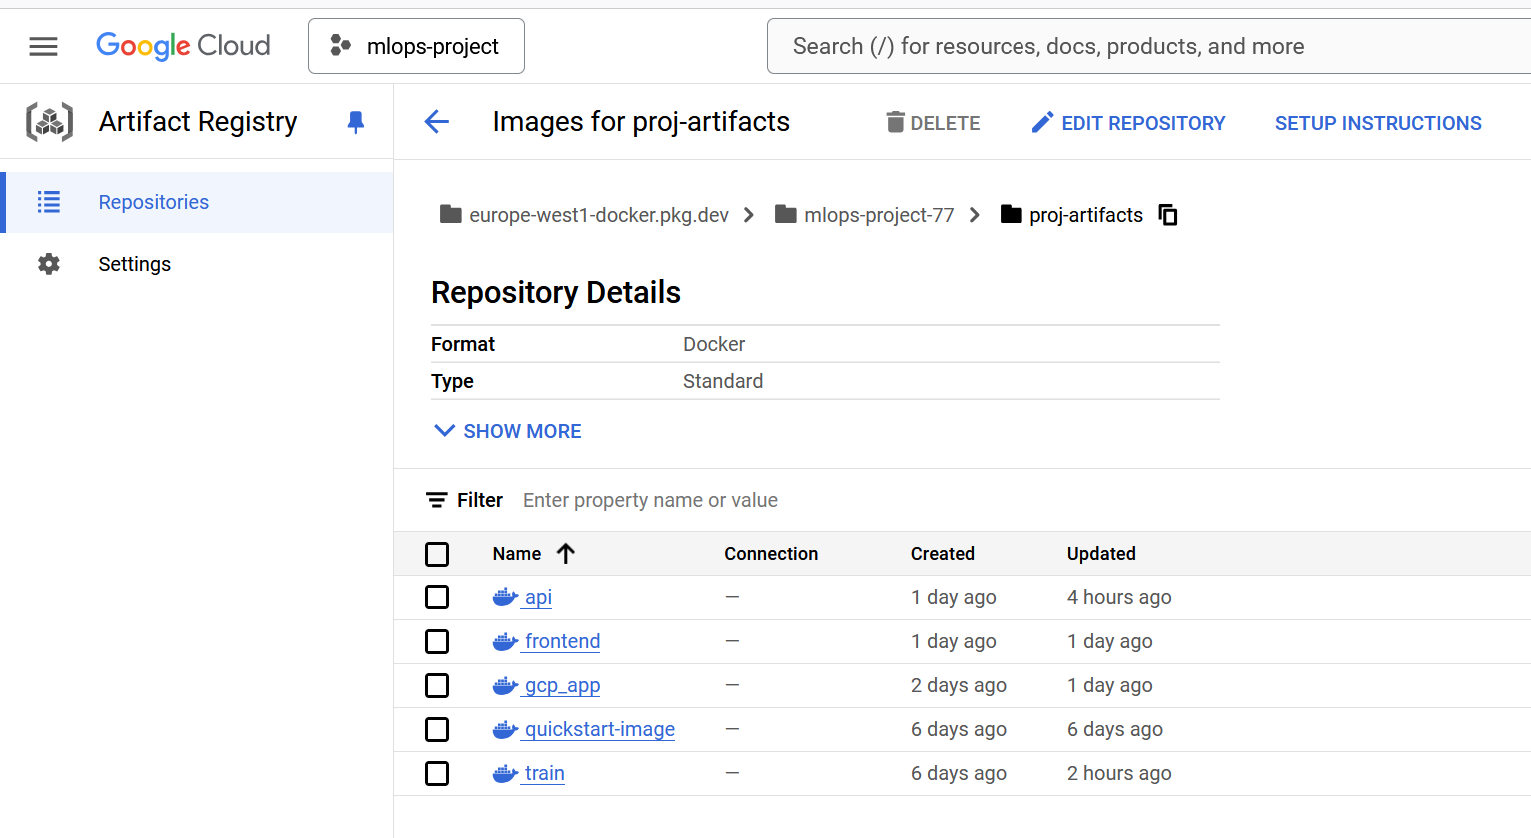 Google Cloud mlops-project Search (/) for resources, docs, products, and more
Artifact Registry
Images for proj-artifacts DELETE EDIT REPOSITORY SETUP INSTRUCTIONS
Repositories
Settings
europe-west1-docker.pkg.dev mlops-project-77 proj-artifacts
Repository Details
Format Docker
Type Standard
SHOW MORE
Filter Enter property name or value
Name Connection Created Updated
api — 1 day ago 4 hours ago
frontend — 1 day ago 1 day ago
gcp_app — 2 days ago 1 day ago
quickstart-image — 6 days ago 6 days ago
train — 6 days ago 2 hours ago